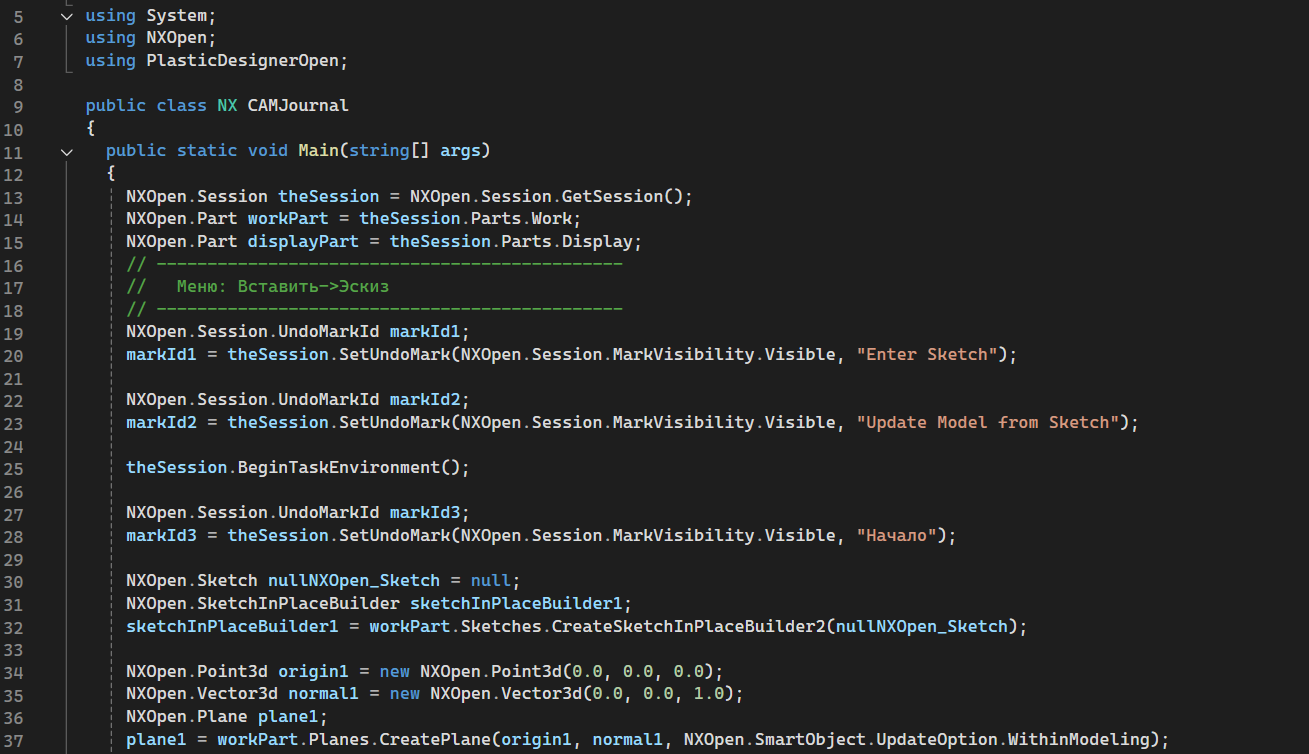 5 using System;
6 using NXOpen;
7 using PlasticDesignerOpen;
8
9 public class NX CAMJournal
10 {
11 public static void Main(string[] args)
12 {
13 NXOpen.Session theSession = NXOpen.Session.GetSession();
14 NXOpen.Part workPart = theSession.Parts.Work;
15 NXOpen.Part displayPart = theSession.Parts.Display;
16 // ----------------------------------------------
17 //   Меню: Вставить->Эскиз
18 // ----------------------------------------------
19 NXOpen.Session.UndoMarkId markId1;
20 markId1 = theSession.SetUndoMark(NXOpen.Session.MarkVisibility.Visible, "Enter Sketch");
21
22 NXOpen.Session.UndoMarkId markId2;
23 markId2 = theSession.SetUndoMark(NXOpen.Session.MarkVisibility.Visible, "Update Model from Sketch");
24
25 theSession.BeginTaskEnvironment();
26
27 NXOpen.Session.UndoMarkId markId3;
28 markId3 = theSession.SetUndoMark(NXOpen.Session.MarkVisibility.Visible, "Начало");
29
30 NXOpen.Sketch nullNXOpen_Sketch = null;
31 NXOpen.SketchInPlaceBuilder sketchInPlaceBuilder1;
32 sketchInPlaceBuilder1 = workPart.Sketches.CreateSketchInPlaceBuilder2(nullNXOpen_Sketch);
33
34 NXOpen.Point3d origin1 = new NXOpen.Point3d(0.0, 0.0, 0.0);
35 NXOpen.Vector3d normal1 = new NXOpen.Vector3d(0.0, 0.0, 1.0);
36 NXOpen.Plane plane1;
37 plane1 = workPart.Planes.CreatePlane(origin1, normal1, NXOpen.SmartObject.UpdateOption.WithinModeling);